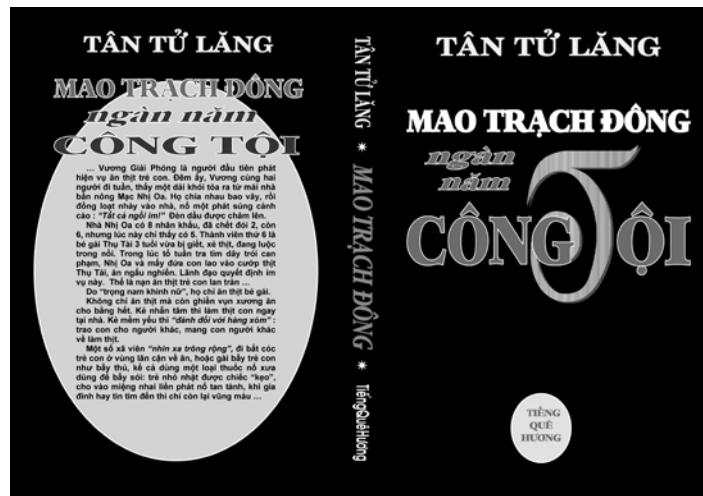 TÂN TỬ LĂNG
MAO TRẠCH ĐÔNG
ngàn năm
CÔNG TỘI
... Vương Giải Phóng là người đầu tiên phát
hiện vụ ăn thịt trẻ con. Đêm ấy, Vương cùng hai
người đi tuần, thấy một dải khói tỏa ra từ mái nhà
bần nông Mạc Nhị Oa. Họ chia nhau bao vây, rồi
đồng loạt nhảy vào nhà, nổ một phát súng cảnh
cáo : "Tất cả ngồi im!" Đèn dầu được châm lên.
Nhà Nhị Oa có 8 nhân khẩu, đã chết đói 2, còn
6, nhưng lúc này chỉ thấy có 5. Thành viên thứ 6 là
bé gái Thụ Tài 3 tuổi vừa bị giết, xẻ thịt, đang luộc
trong nồi. Trong lúc tổ tuần tra tìm dây trói can
phạm, Nhị Oa và mấy đứa con lao vào cướp thịt
Thụ Tài, ăn ngấu nghiến. Lãnh đạo quyết định ỉm
vụ này. Thế là nạn ăn thịt trẻ con lan tràn ...
Do "trọng nam khinh nữ", họ chỉ ăn thịt bé gái.
Không chỉ ăn thịt mà còn ghiền vụn xương ăn
cho bằng hết. Kẻ nhẫn tâm thì làm thịt con ngay
tại nhà. Kẻ mềm yếu thì "đánh đổi với hàng xóm" :
trao con cho người khác, mang con người khác
về làm thịt.
Một số xã viên "nhìn xa trông rộng", đi bắt cóc
trẻ con ở vùng lân cận về ăn, hoặc gài bẫy trẻ con
như bẫy thú, kể cả dùng một loại thuốc nổ xưa
dùng để bẫy sói: trẻ nhỏ nhặt được chiếc "kẹo",
cho vào miệng nhai liền phát nổ tan tành, khi gia
đình hay tin tìm đến thì chỉ còn lại vũng máu ...
TÂN TỬ LĂNG * MAO TRẠCH ĐÔNG * TiếngQuêHương
TÂN TỬ LĂNG
MAO TRẠCH ĐÔNG
ngàn
năm
CÔNG TỘI
TIẾNG
QUÊ
HƯƠNG